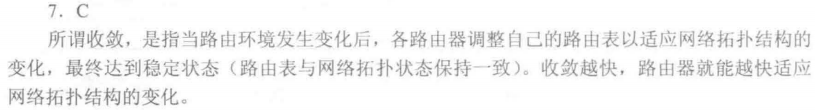 7. C
所谓收敛，是指当路由环境发生变化后，各路由器调整自己的路由表以适应网络拓扑结构的
变化，最终达到稳定状态（路由表与网络拓扑状态保持一致）。收敛越快，路由器就能越快适应
网络拓扑结构的变化。